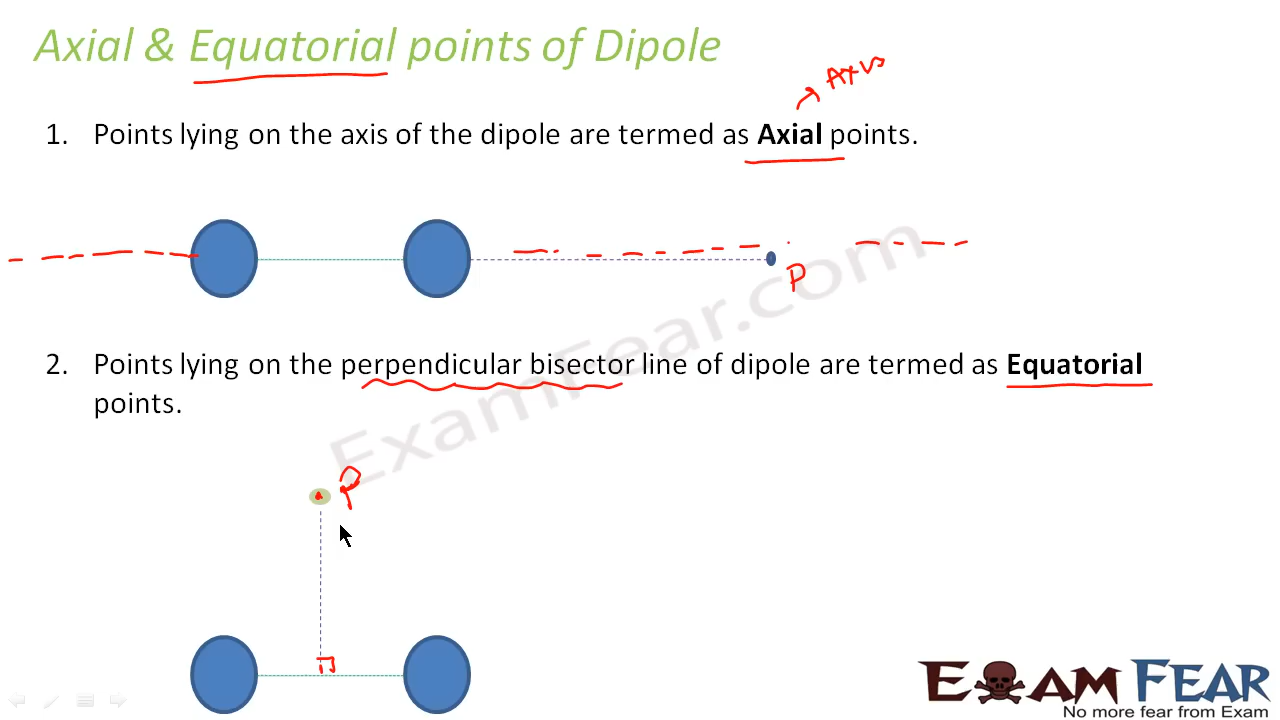 Axial & Equatorial points of Dipole
Axis
1. Points lying on the axis of the dipole are termed as Axial points.
P
ExamFear.com
2. Points lying on the perpendicular bisector line of dipole are termed as Equatorial
points.
P
EXAM FEAR
No more fear from Exam